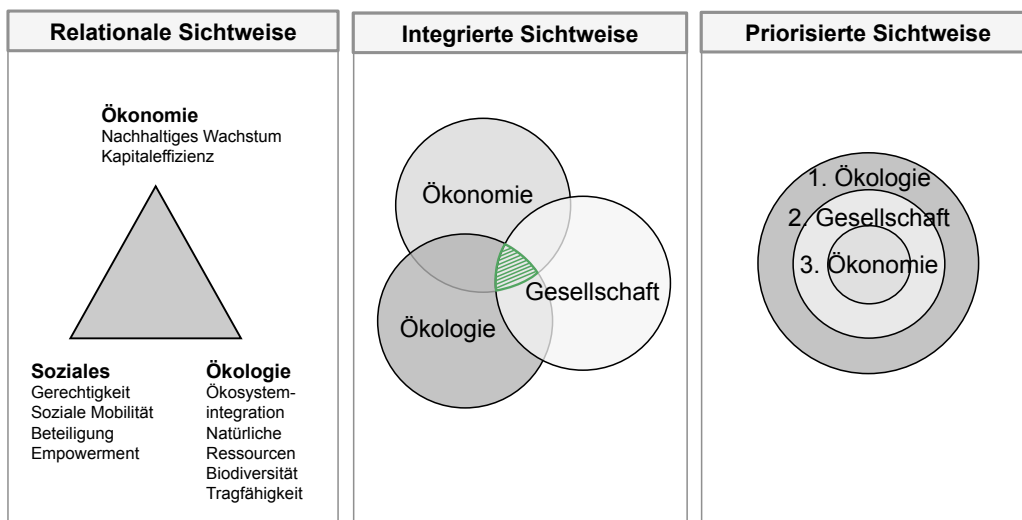 Relationale Sichtweise
Ökonomie
Nachhaltiges Wachstum
Kapitaleffizienz
Soziales
Gerechtigkeit
Soziale Mobilität
Beteiligung
Empowerment
Ökologie
Ökosystem-
integration
Natürliche
Ressourcen
Biodiversität
Tragfähigkeit
Integrierte Sichtweise
Ökonomie
Gesellschaft
Ökologie
Priorisierte Sichtweise
1. Ökologie
2. Gesellschaft
3. Ökonomie